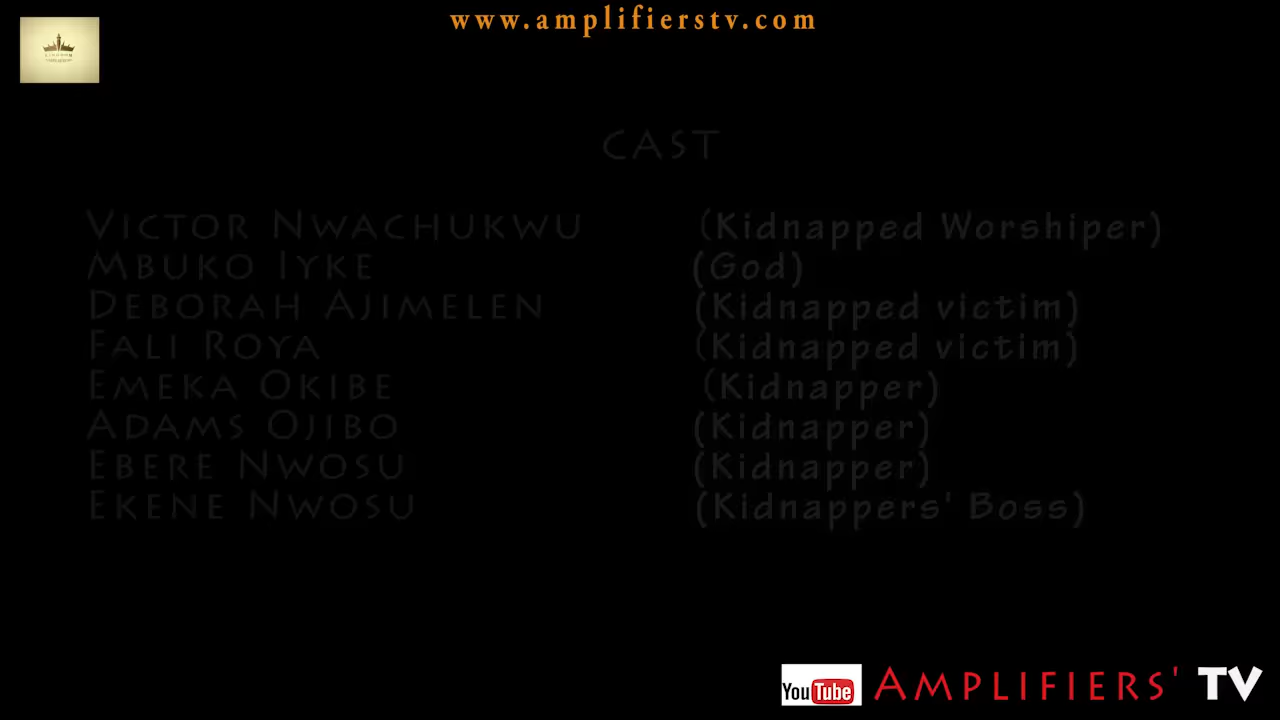 www.amplifierstv.com
CAST
VICTOR NWACHUKWU (Kidnapped Worshiper)
MBUKO IYKE (God)
DEBORAH AJIMELEN (Kidnapped victim)
FALI ROYA (Kidnapped victim)
EMEKA OKIBE (Kidnapper)
ADAMS OJIBO (Kidnapper)
EBERE NWOSU (Kidnapper)
EKENE NWOSU (Kidnappers' Boss)
YouTube AMPLIFIERS' TV